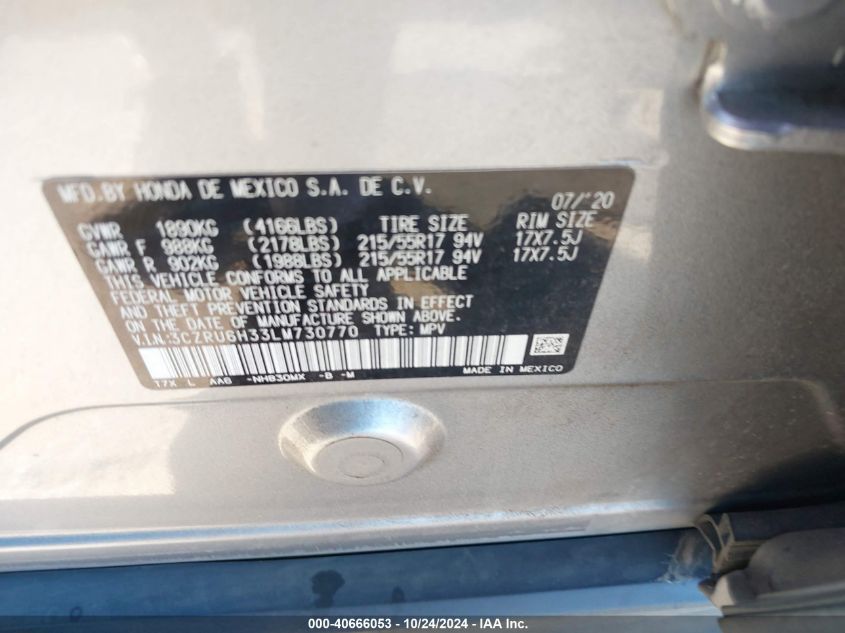 MFD.BY HONDA DE MEXICO S.A. DE C.V. 07/'20
GVWR 1890KG (4166LBS) TIRE SIZE RIM SIZE
GAWR F 988KG (2178LBS) 215/55R17 94V 17X7.5J
GAWR R 902KG (1988LBS) 215/55R17 94V 17X7.5J
THIS VEHICLE CONFORMS TO ALL APPLICABLE
FEDERAL MOTOR VEHICLE SAFETY
AND THEFT PREVENTION STANDARDS IN EFFECT
ON THE DATE OF MANUFACTURE SHOWN ABOVE.
V.I.N.:3CZRU6H33LM730770 TYPE: MPV
17X L AA6 -NH830MX -B -M MADE IN MEXICO
000-40666053 - 10/24/2024 - IAA Inc.